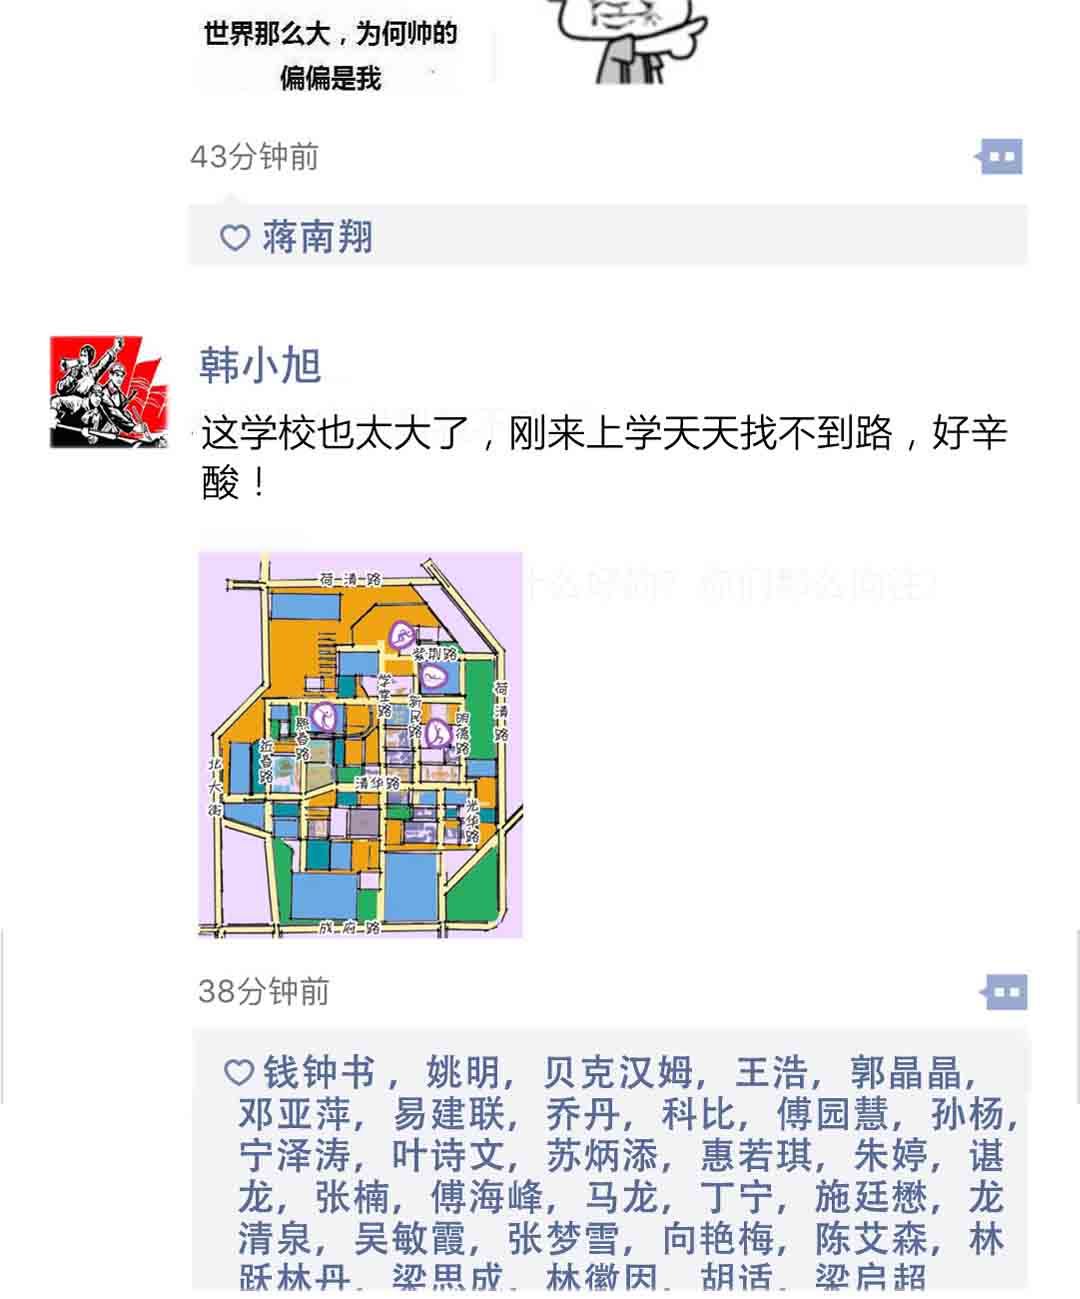 世界那么大，为何帅的
偏偏是我
43分钟前
蒋南翔
韩小旭
这学校也太大了，刚来上学天天找不到路，好辛
酸！
荷清路
紫荆路
学堂路
新民路
荷清路
明德路
熙春路
近春路
北大街
清华路
光华路
成府路
38分钟前
钱钟书，姚明，贝克汉姆，王浩，郭晶晶，
邓亚萍，易建联，乔丹，科比，傅园慧，孙杨，
宁泽涛，叶诗文，苏炳添，惠若琪，朱婷，谌
龙，张楠，傅海峰，马龙，丁宁，施廷懋，龙
清泉，吴敏霞，张梦雪，向艳梅，陈艾森，林
跃林丹，梁思成，林徽因，胡适，梁启超